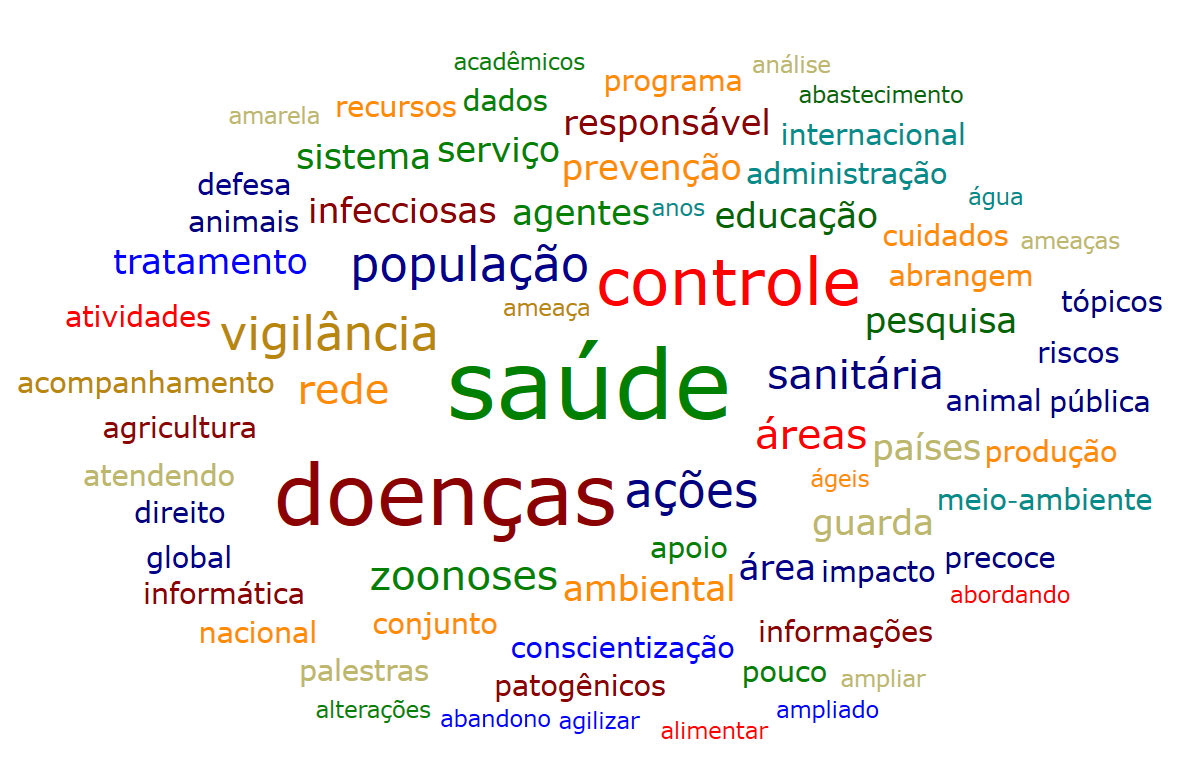 acadêmicos programa análise
amarela recursos dados abastecimento
responsável internacional
sistema serviço prevenção administração
defesa água
animais infecciosas agentes anos educação cuidados ameaças
tratamento população controle abrangem
atividades ameaça pesquisa tópicos
vigilância riscos
acompanhamento rede saúde sanitária animal pública
agricultura áreas países produção
atendendo ágeis
direito doenças ações guarda meio-ambiente
global apoio área impacto precoce
informática zoonoses ambiental abordando
nacional conjunto conscientização informações
palestras patogênicos pouco ampliar
alterações abandono agilizar alimentar ampliado